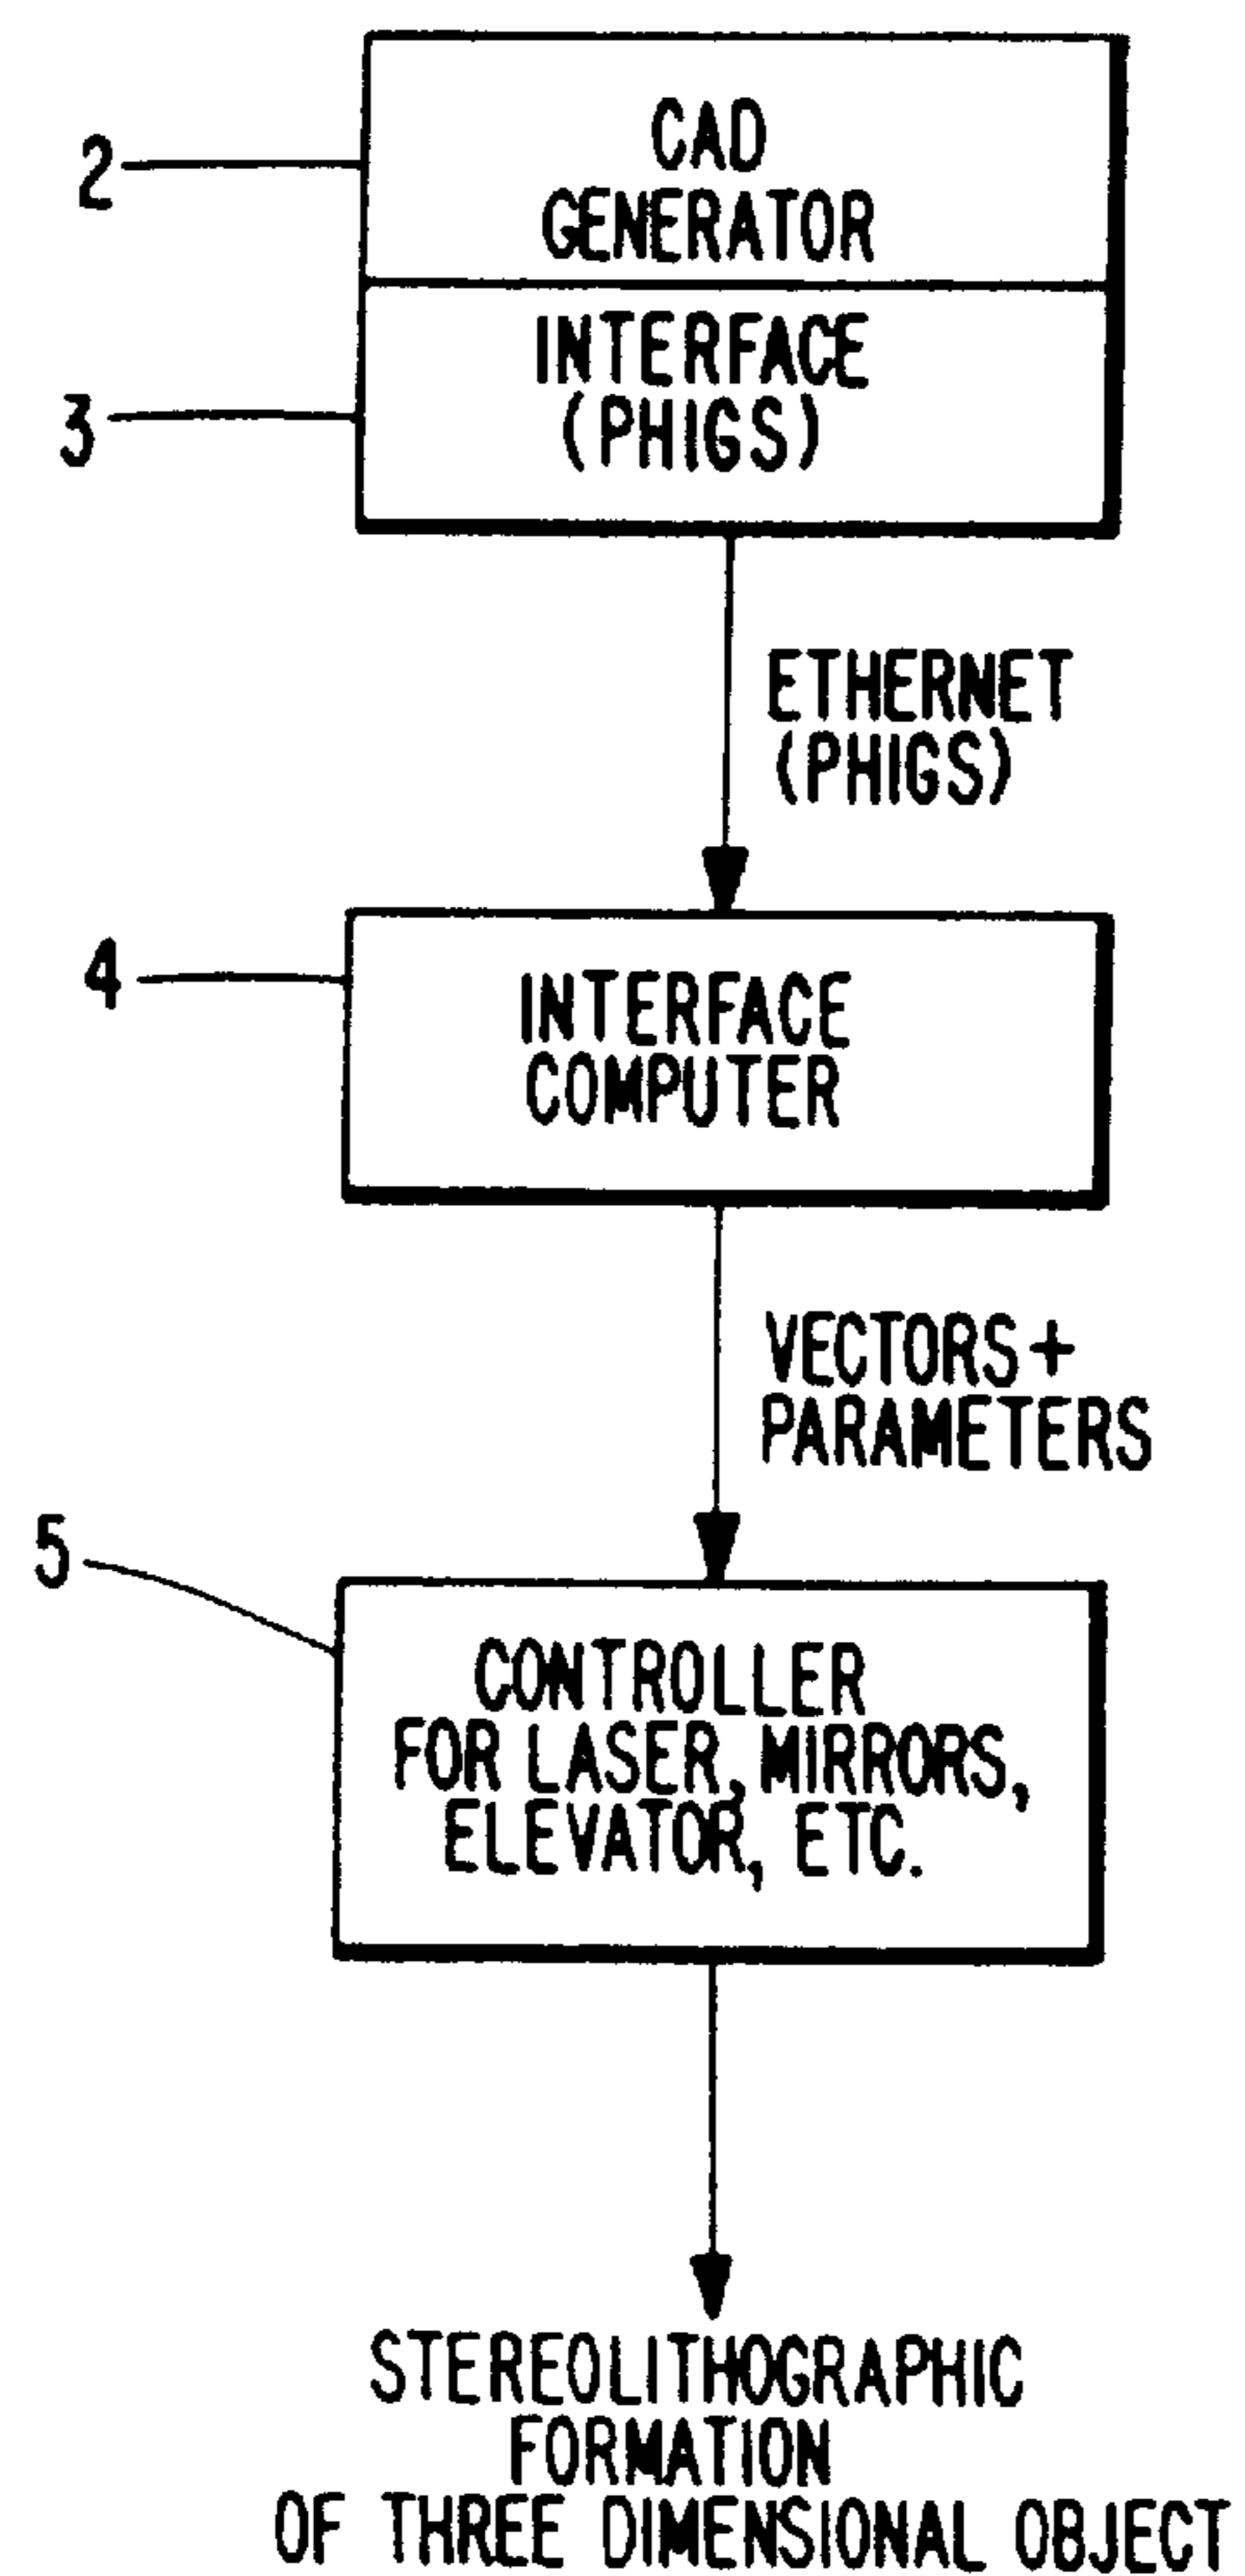 2
CAD
GENERATOR
3
INTERFACE
(PHIGS)
ETHERNET
(PHIGS)
4
INTERFACE
COMPUTER
VECTORS+
PARAMETERS
5
CONTROLLER
FOR LASER, MIRRORS,
ELEVATOR, ETC.
STEREOLITHOGRAPHIC
FORMATION
OF THREE DIMENSIONAL OBJECT